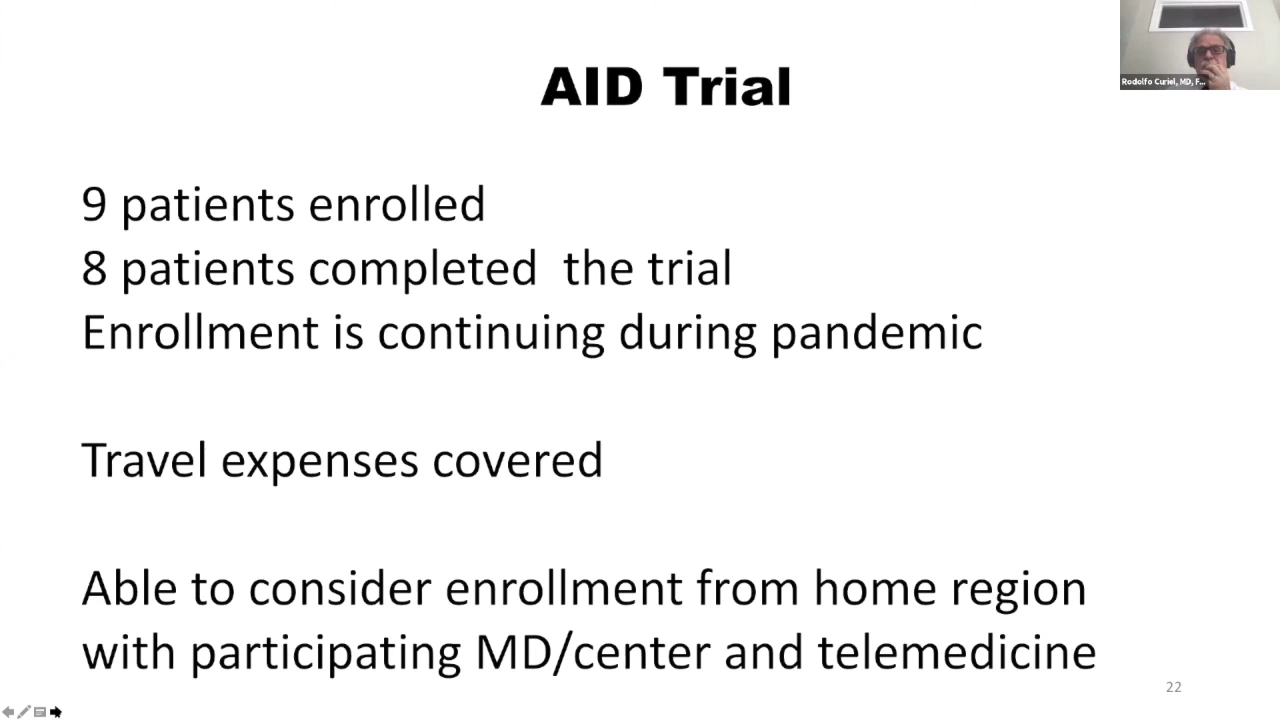 AID Trial
Rodolfo Curiel, MD, F...
9 patients enrolled
8 patients completed  the trial
Enrollment is continuing during pandemic
Travel expenses covered
Able to consider enrollment from home region
with participating MD/center and telemedicine
22